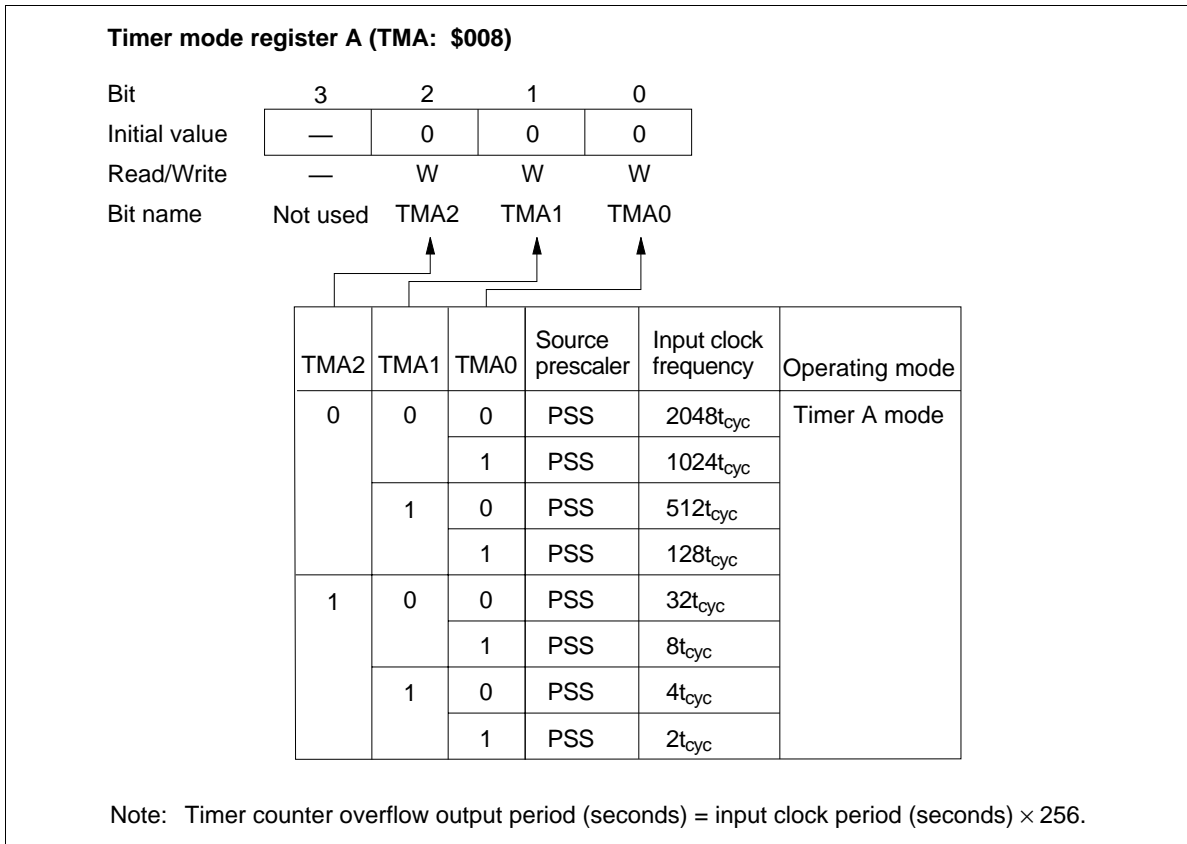 Timer mode register A (TMA: $008)
Bit 3 2 1 0
Initial value — 0 0 0
Read/Write — W W W
Bit name Not used TMA2 TMA1 TMA0
TMA2 TMA1 TMA0 Source prescaler Input clock frequency Operating mode
0 0 0 PSS 2048tcyc Timer A mode
1 PSS 1024tcyc
1 0 PSS 512tcyc
1 PSS 128tcyc
1 0 0 PSS 32tcyc
1 PSS 8tcyc
1 0 PSS 4tcyc
1 PSS 2tcyc
Note: Timer counter overflow output period (seconds) = input clock period (seconds) × 256.